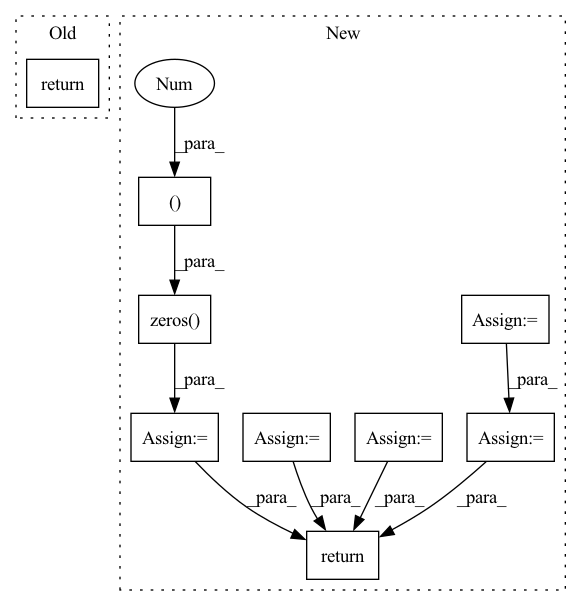 Old
New
return
Num
_para_
()
_para_
zeros()
Assign:=
_para_
_para_
Assign:=
Assign:=
Assign:=
Assign:=
_para_
_para_
_para_
_para_
return